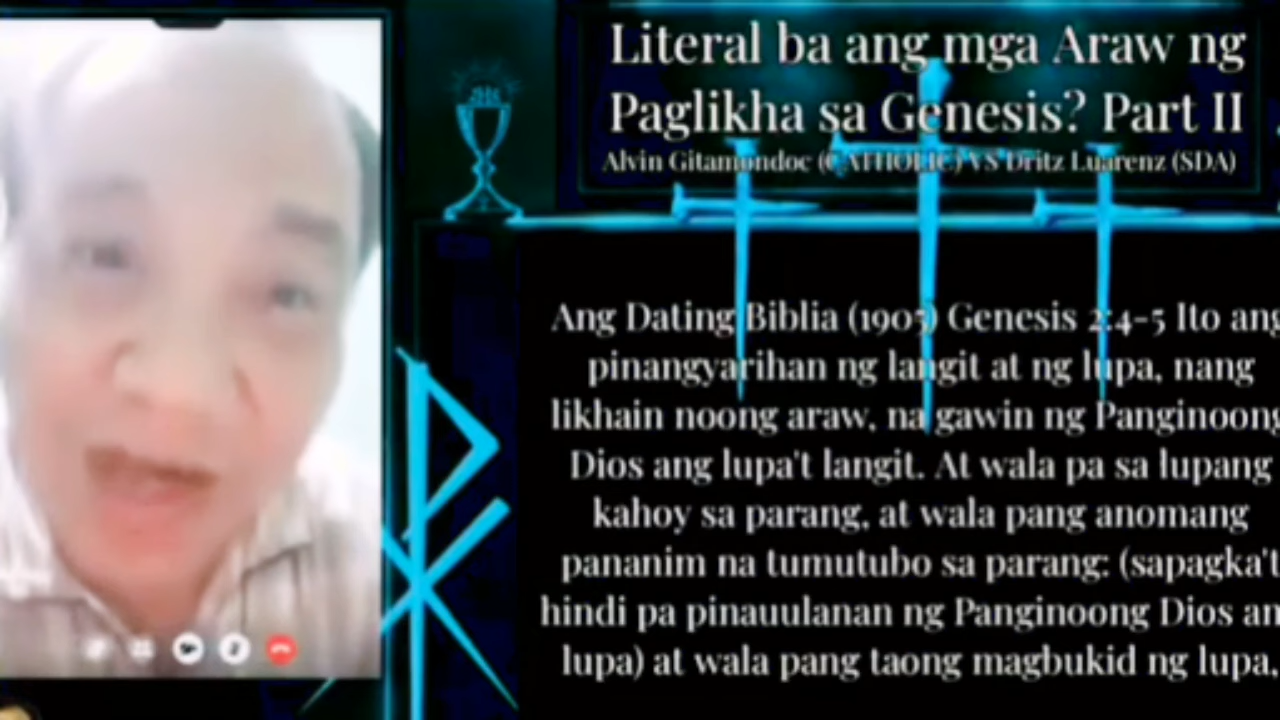 Literal ba ang mga Araw ng
Paglikha sa Genesis? Part II
Alvin Gitamondoc (CATHOLIC) VS Dritz Luarenz (SDA)
Ang Dating Biblia (1905) Genesis 2:4-5 Ito ang
pinangyarihan ng langit at ng lupa, nang
likhain noong araw, na gawin ng Panginoong
Dios ang lupa't langit. At wala pa sa lupang
kahoy sa parang, at wala pang anomang
pananim na tumutubo sa parang: (sapagka't
hindi pa pinauulanan ng Panginoong Dios an
lupa) at wala pang taong magbukid ng lupa,